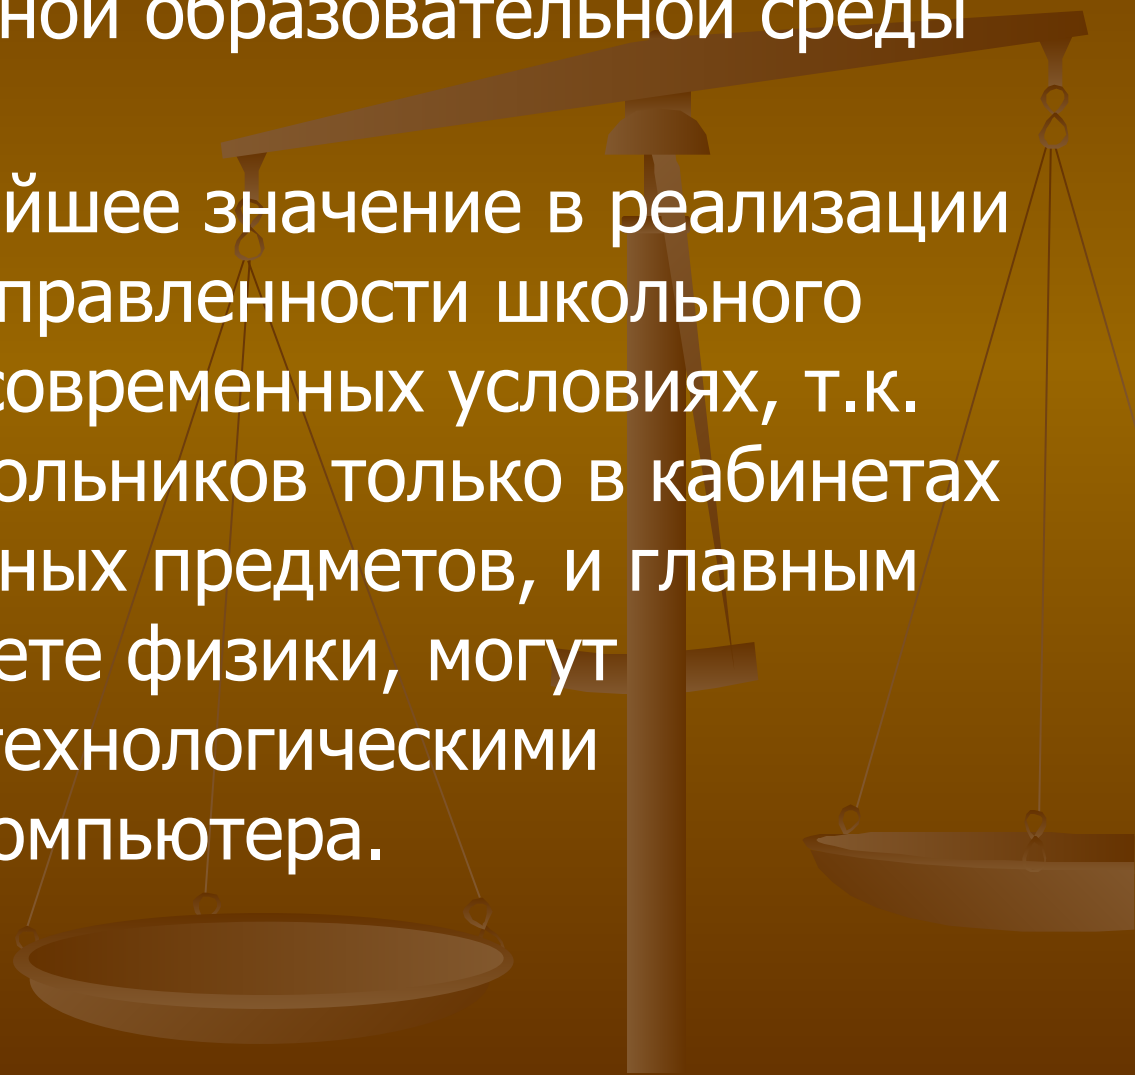 ной образовательной среды
йшее значение в реализации
правленности школьного
современных условиях, т.к.
ольников только в кабинетах
ных предметов, и главным
ете физики, могут
технологическими
омпьютера.